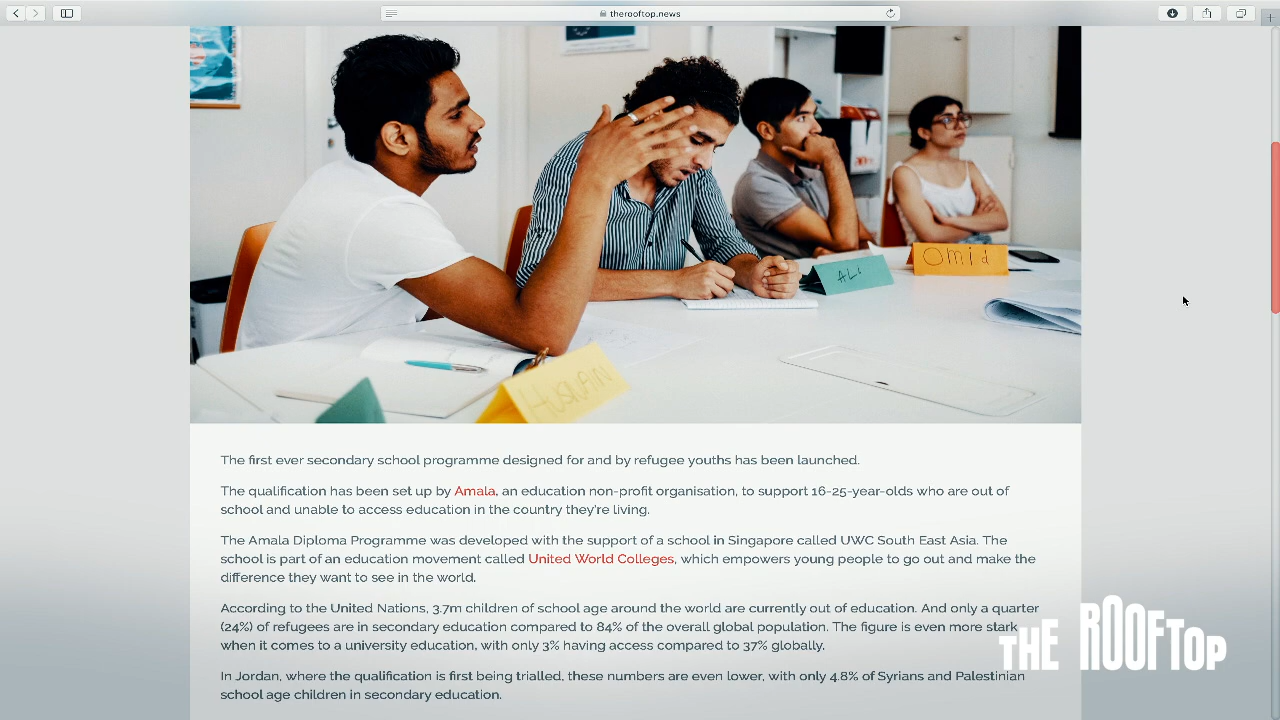 therooftop.news
Omid
ALI
HUSNAIN
The first ever secondary school programme designed for and by refugee youths has been launched.
The qualification has been set up by Amala, an education non-profit organisation, to support 16-25-year-olds who are out of
school and unable to access education in the country they're living.
The Amala Diploma Programme was developed with the support of a school in Singapore called UWC South East Asia. The
school is part of an education movement called United World Colleges, which empowers young people to go out and make the
difference they want to see in the world.
According to the United Nations, 3.7m children of school age around the world are currently out of education. And only a quarter
(24%) of refugees are in secondary education compared to 84% of the overall global population. The figure is even more stark
when it comes to a university education, with only 3% having access compared to 37% globally.
In Jordan, where the qualification is first being trialled, these numbers are even lower, with only 4.8% of Syrians and Palestinian
school age children in secondary education.
THE ROOFTOP